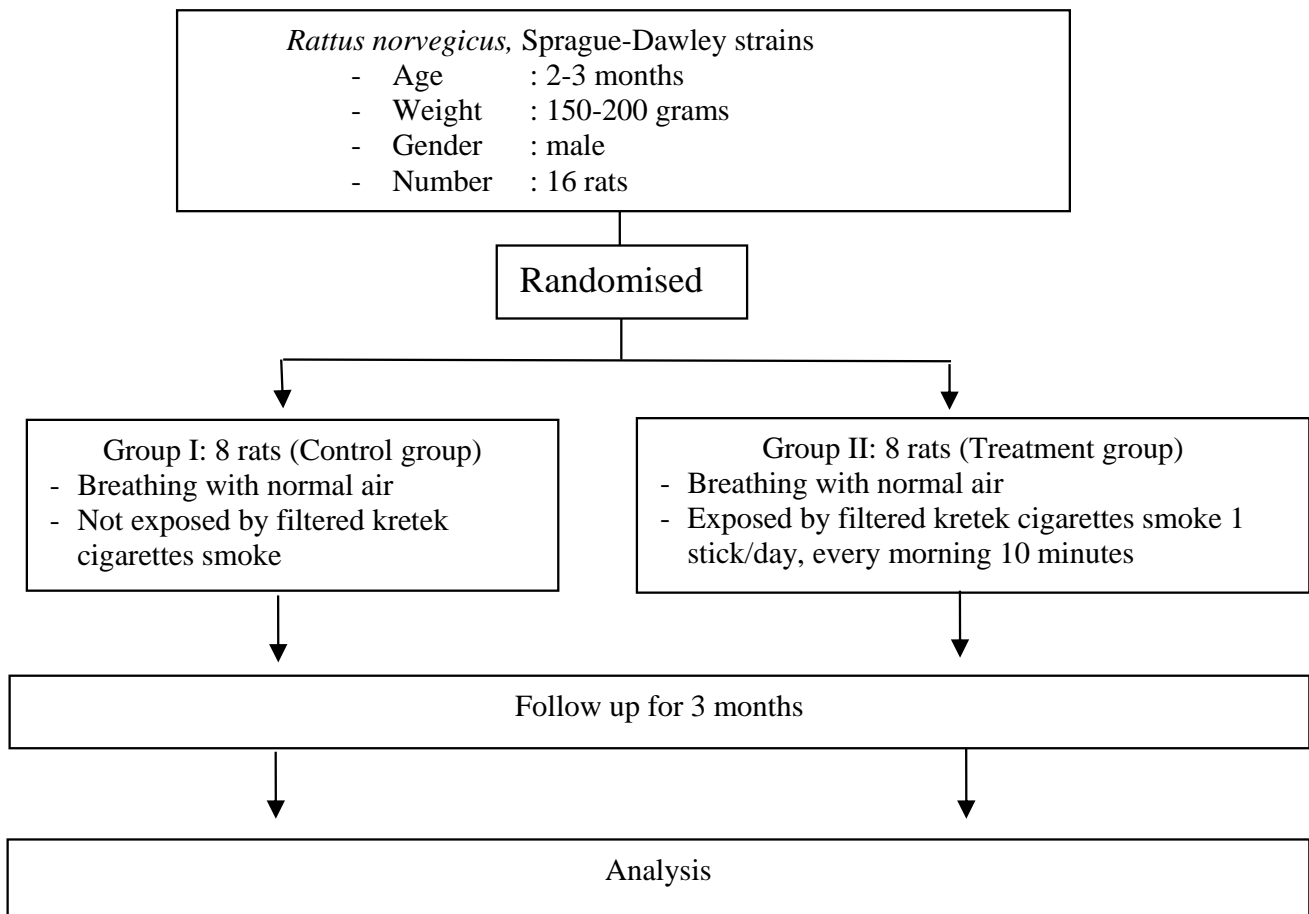 Rattus norvegicus, Sprague-Dawley strains
- Age : 2-3 months
- Weight : 150-200 grams
- Gender : male
- Number : 16 rats
Randomised
Group I: 8 rats (Control group)
- Breathing with normal air
- Not exposed by filtered kretek
cigarettes smoke
Group II: 8 rats (Treatment group)
- Breathing with normal air
- Exposed by filtered kretek cigarettes smoke 1
stick/day, every morning 10 minutes
Follow up for 3 months
Analysis